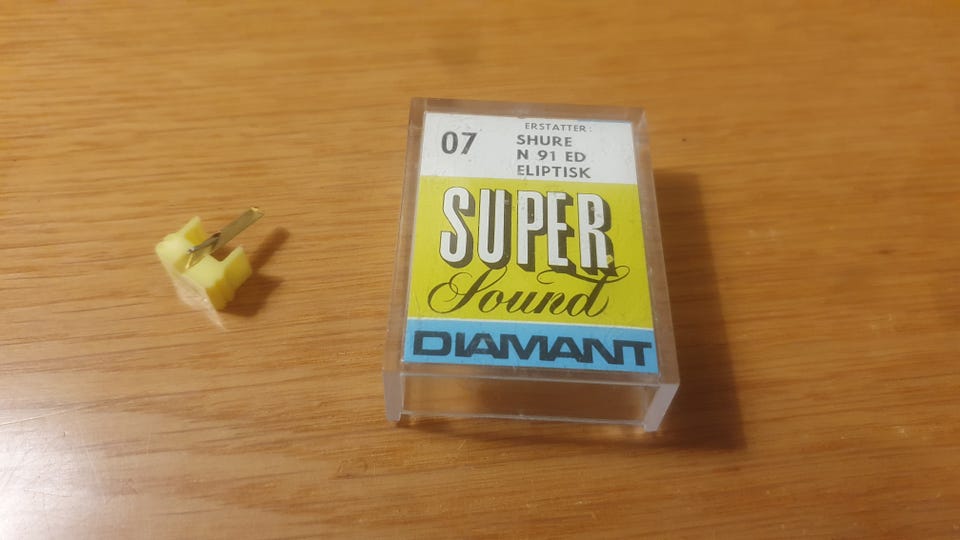 07
ERSTATTER:
SHURE
N 91 ED
ELIPTISK
SUPER
Sound
DIAMANT